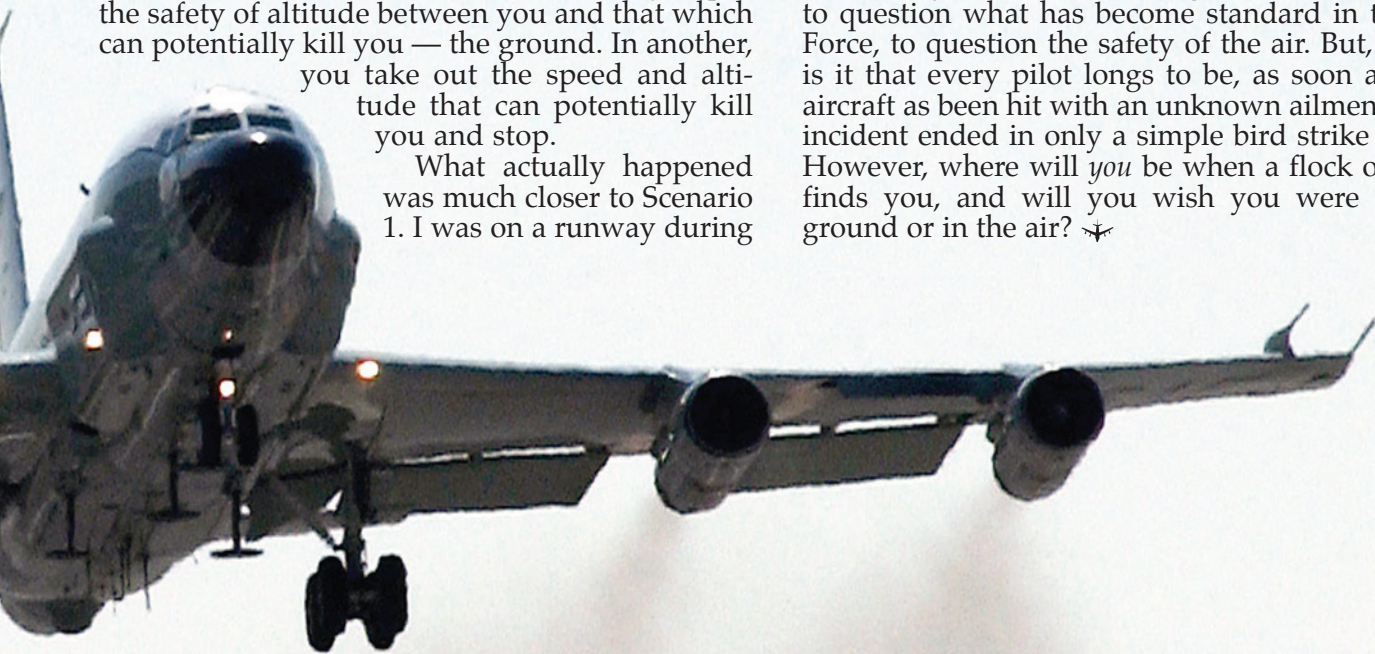 the safety of altitude between you and that which
can potentially kill you — the ground. In another,
you take out the speed and alti-
tude that can potentially kill
you and stop.
What actually happened
was much closer to Scenario
1. I was on a runway during
to question what has become standard in
Force, to question the safety of the air. But,
is it that every pilot longs to be, as soon
aircraft as been hit with an unknown
incident ended in only a simple bird strike
However, where will you be when a flock
finds you, and will you wish you were
ground or in the air?